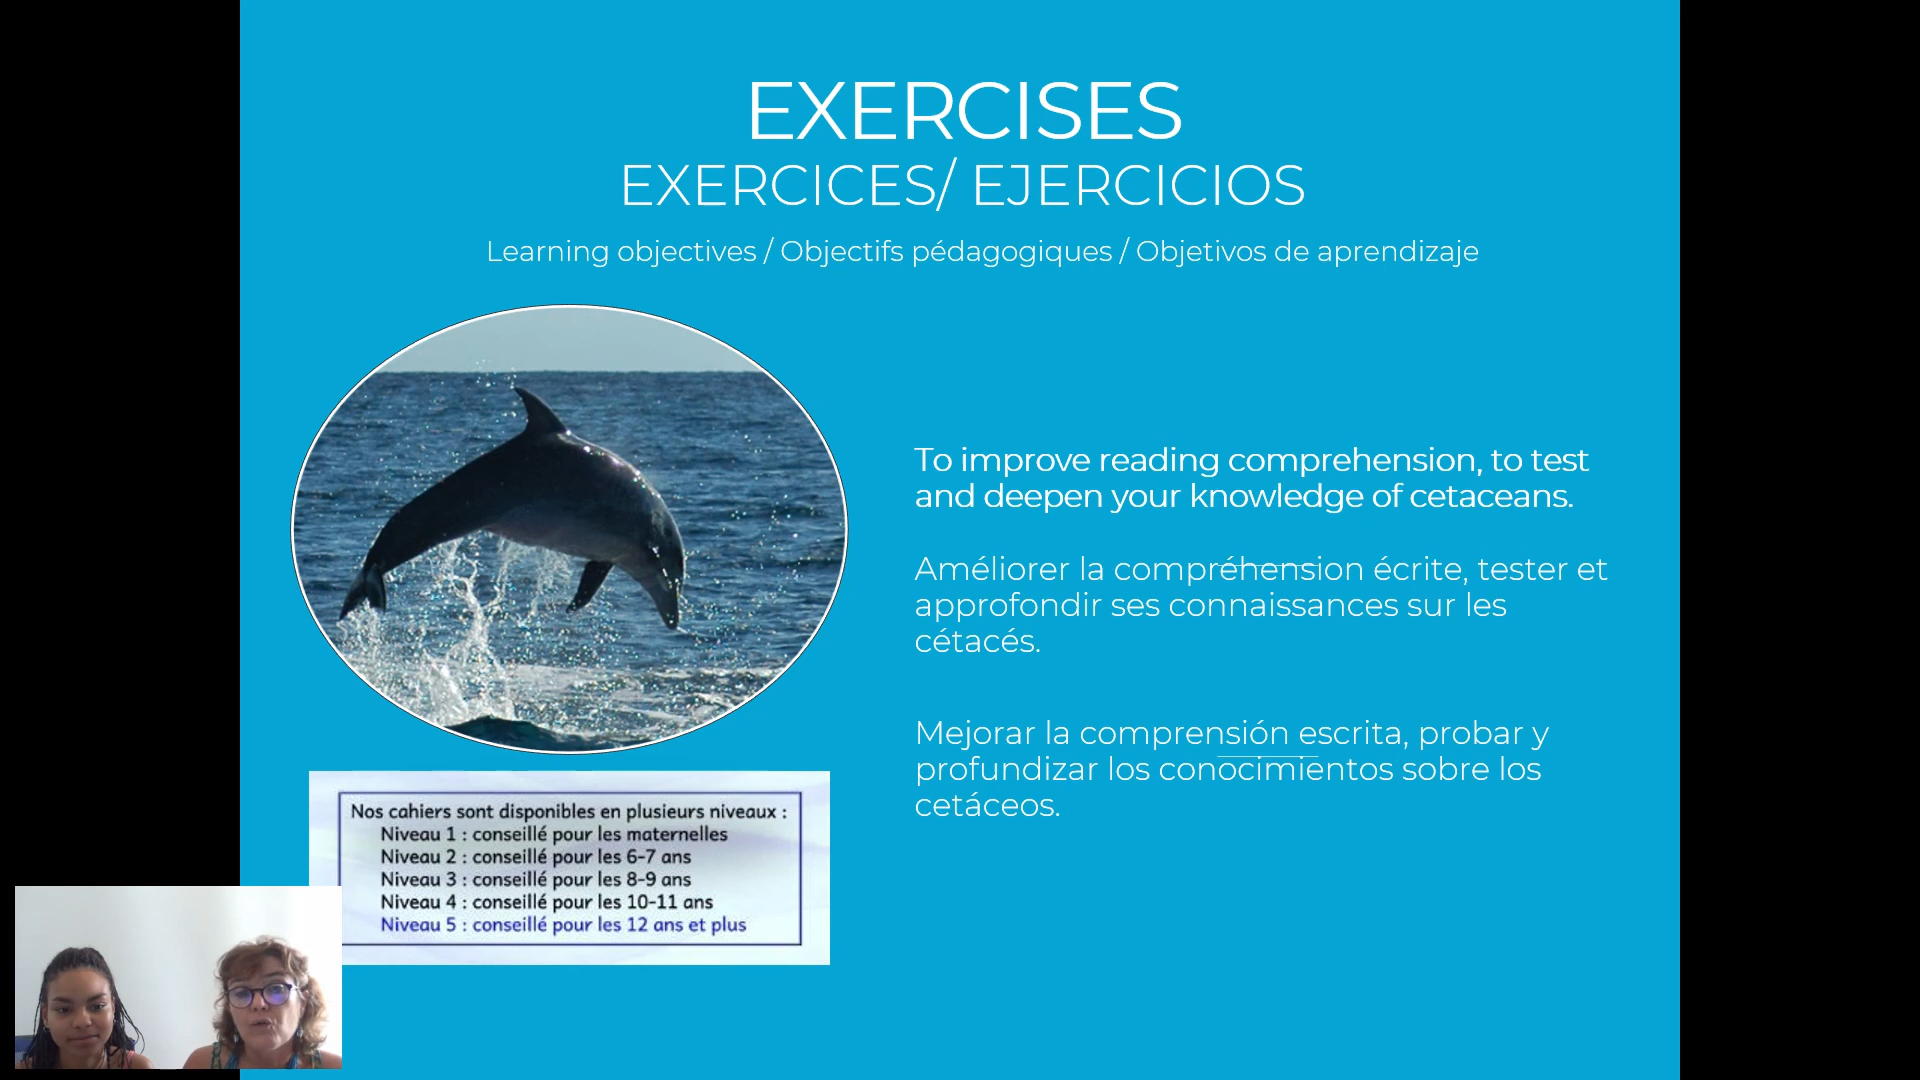 EXERCISES
EXERCICES/ EJERCICIOS
Learning objectives / Objectifs pédagogiques / Objetivos de aprendizaje
To improve reading comprehension, to test
and deepen your knowledge of cetaceans.
Améliorer la compréhension écrite, tester et
approfondir ses connaissances sur les
cétacés.
Mejorar la comprensión escrita, probar y
profundizar los conocimientos sobre los
cetáceos.
Nos cahiers sont disponibles en plusieurs niveaux :
Niveau 1 : conseillé pour les maternelles
Niveau 2 : conseillé pour les 6-7 ans
Niveau 3 : conseillé pour les 8-9 ans
Niveau 4 : conseillé pour les 10-11 ans
Niveau 5 : conseillé pour les 12 ans et plus